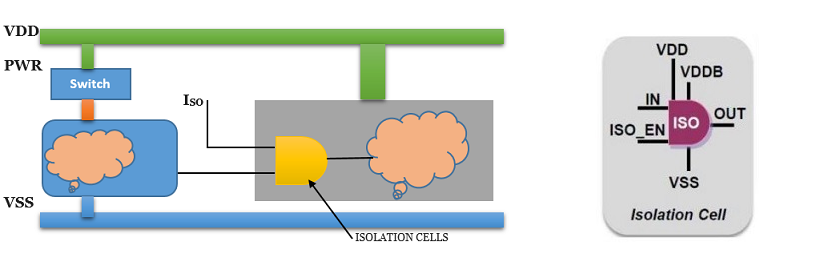 VDD
PWR
Switch
Iso
VSS
ISOLATION CELLS
VDD
VDDB
IN
OUT
ISO
ISO_EN
VSS
Isolation Cell